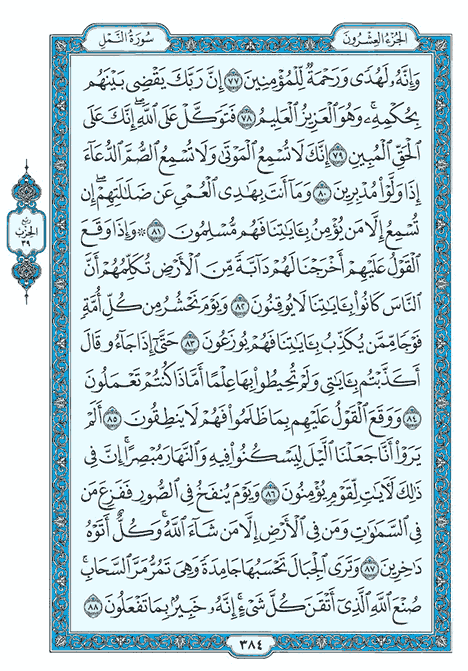 الجُزءُ العِشْرُونَ
سُورَةُ النَّمْلِ
وَإِنَّهُۥ لَهُدٗى وَرَحۡمَةٞ لِّلۡمُؤۡمِنِينَ ٧٧ إِنَّ رَبَّكَ يَقۡضِي بَيۡنَهُم
بِحُكۡمِهِۦۚ وَهُوَ ٱلۡعَزِيزُ ٱلۡعَلِيمُ ٧٨ فَتَوَكَّلۡ عَلَى ٱللَّهِۖ إِنَّكَ عَلَى
ٱلۡحَقِّ ٱلۡمُبِينِ ٧٩ إِنَّكَ لَا تُسۡمِعُ ٱلۡمَوۡتَىٰ وَلَا تُسۡمِعُ ٱلصُّمَّ ٱلدُّعَآءَ
إِذَا وَلَّوۡاْ مُدۡبِرِينَ ٨٠ وَمَآ أَنتَ بِهَٰدِي ٱلۡعُمۡيِ عَن ضَلَٰلَتِهِمۡۖ إِن
تُسۡمِعُ إِلَّا مَن يُؤۡمِنُ بِـَٔايَٰتِنَا فَهُم مُّسۡلِمُونَ ٨١ ۞ وَإِذَا وَقَعَ
ٱلۡقَوۡلُ عَلَيۡهِمۡ أَخۡرَجۡنَا لَهُمۡ دَآبَّةٗ مِّنَ ٱلۡأَرۡضِ تُكَلِّمُهُمۡ أَنَّ
ٱلنَّاسَ كَانُواْ بِـَٔايَٰتِنَا لَا يُوقِنُونَ ٨٢ وَيَوۡمَ نَحۡشُرُ مِن كُلِّ أُمَّةٖ
فَوۡجٗا مِّمَّن يُكَذِّبُ بِـَٔايَٰتِنَا فَهُمۡ يُوزَعُونَ ٨٣ حَتَّىٰٓ إِذَا جَآءُو قَالَ
أَكَذَّبۡتُم بِـَٔايَٰتِي وَلَمۡ تُحِيطُواْ بِهَا عِلۡمًا أَمَّاذَا كُنتُمۡ تَعۡمَلُونَ
٨٤ وَوَقَعَ ٱلۡقَوۡلُ عَلَيۡهِم بِمَا ظَلَمُواْ فَهُمۡ لَا يَنطِقُونَ ٨٥ أَلَمۡ
يَرَوۡاْ أَنَّا جَعَلۡنَا ٱلَّيۡلَ لِيَسۡكُنُواْ فِيهِ وَٱلنَّهَارَ مُبۡصِرًاۚ إِنَّ فِي
ذَٰلِكَ لَأٓيَٰتٖ لِّقَوۡمٖ يُؤۡمِنُونَ ٨٦ وَيَوۡمَ يُنفَخُ فِي ٱلصُّورِ فَفَزِعَ مَن
فِي ٱلسَّمَٰوَٰتِ وَمَن فِي ٱلۡأَرۡضِ إِلَّا مَن شَآءَ ٱللَّهُۚ وَكُلٌّ أَتَوۡهُ
دَٰخِرِينَ ٨٧ وَتَرَى ٱلۡجِبَالَ تَحۡسَبُهَا جَامِدَةٗ وَهِيَ تَمُرُّ مَرَّ ٱلسَّحَابِۚ
صُنۡعَ ٱللَّهِ ٱلَّذِيٓ أَتۡقَنَ كُلَّ شَيۡءٍۚ إِنَّهُۥ خَبِيرُۢ بِمَا تَفۡعَلُونَ ٨٨
ربع
الحزب
٣٩
٣٨٤